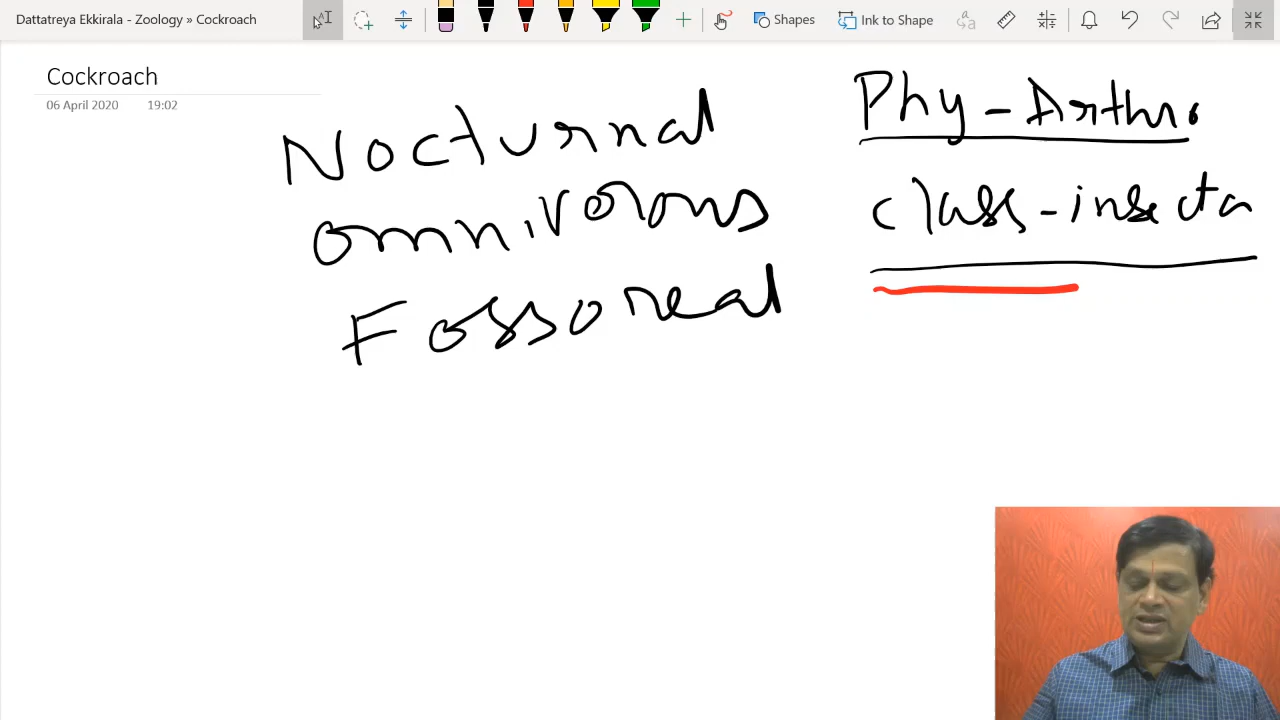 Dattatreya Ekkirala - Zoology » Cockroach
Shapes
Ink to Shape
Cockroach
06 April 2020 19:02
Nocturnal
omnivorous
Fossoreal
Phy - Arthro
class - insecta